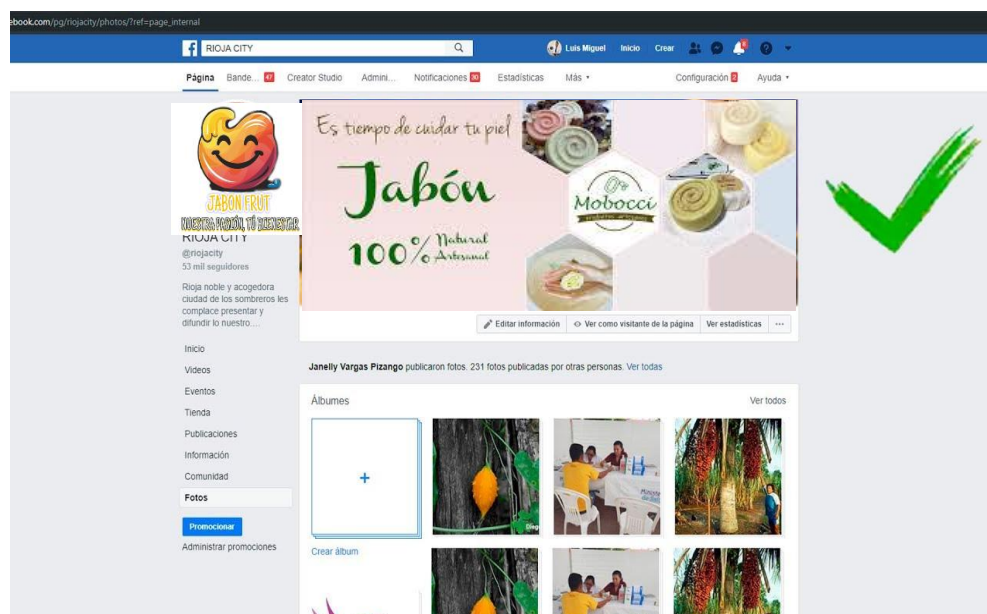 ebook.com/pg/riojacity/photos/?ref=page_internal
RIOJA CITY
Luis Miguel Inicio Crear
Página Bande... 47 Creator Studio Admini... Notificaciones 30 Estadísticas Más Configuración 2 Ayuda
Es tiempo de cuidar tu piel
Jabón
100% Natural
Artesanal
Mobocci
JABON FRUT
NUESTRA PASIÓN, TÚ BIENESTAR
RIOJA CITY
@riojacity
53 mil seguidores
Rioja noble y acogedora
ciudad de los sombreros les
complace presentar y
difundir lo nuestro....
Editar información Ver como visitante de la página Ver estadísticas ...
Inicio
Videos
Eventos
Tienda
Publicaciones
Información
Comunidad
Fotos
Promocionar
Administrar promociones
Janelly Vargas Pizango publicaron fotos. 231 fotos publicadas por otras personas. Ver todas
Álbumes Ver todos
+
Crear álbum